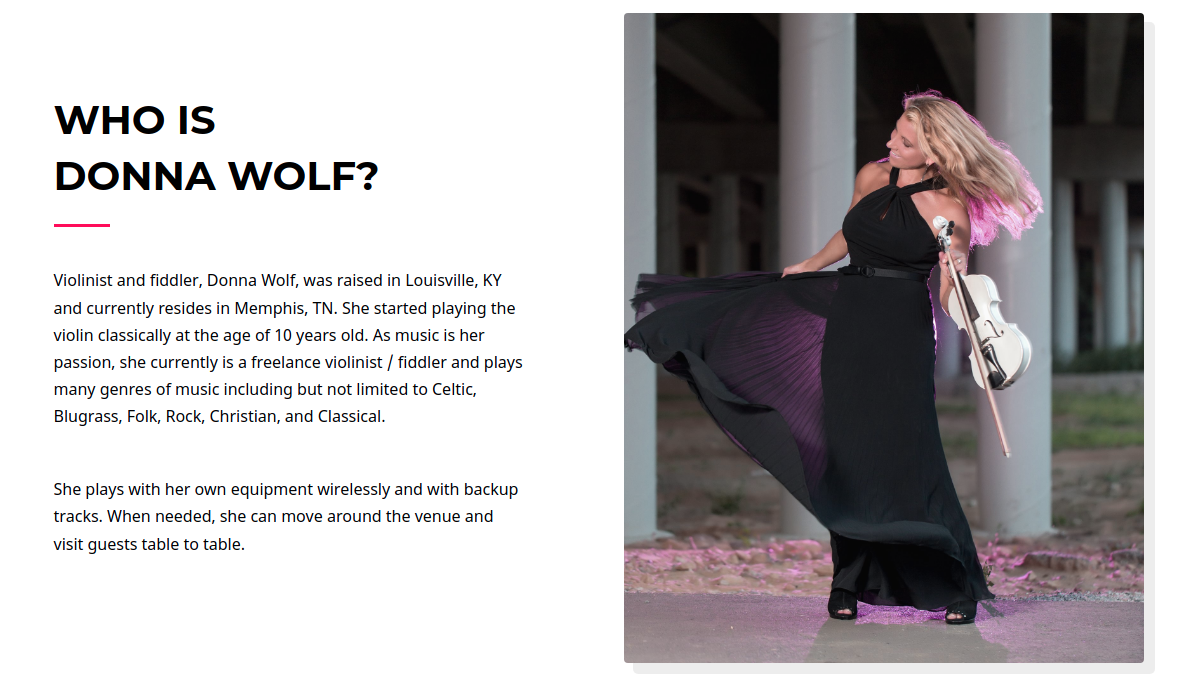 WHO IS
DONNA WOLF?
Violinist and fiddler, Donna Wolf, was raised in Louisville, KY
and currently resides in Memphis, TN. She started playing the
violin classically at the age of 10 years old. As music is her
passion, she currently is a freelance violinist / fiddler and plays
many genres of music including but not limited to Celtic,
Blugrass, Folk, Rock, Christian, and Classical.
She plays with her own equipment wirelessly and with backup
tracks. When needed, she can move around the venue and
visit guests table to table.